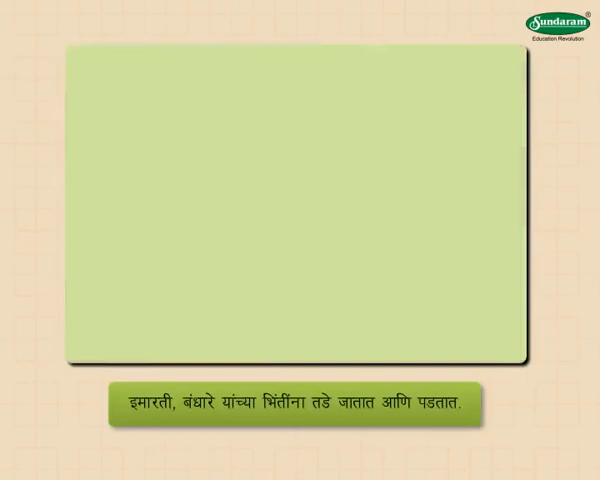 Sundaram
Education Revolution
इमारती, बंधारे यांच्या भिंतींना तडे जातात आणि पडतात.